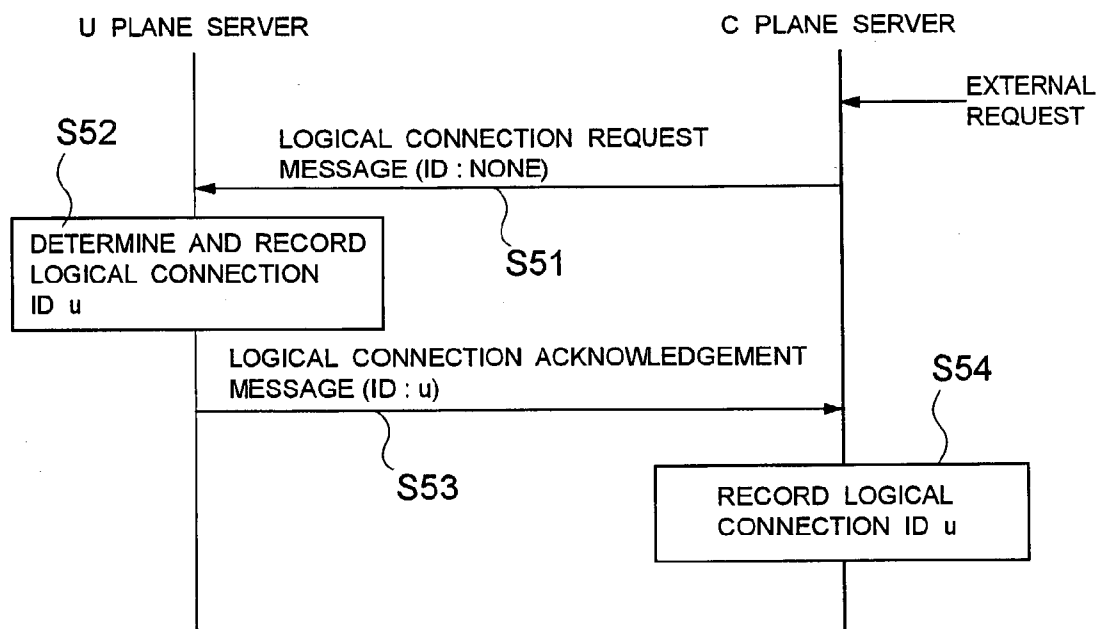 U PLANE SERVER
C PLANE SERVER
EXTERNAL
REQUEST
S52
LOGICAL CONNECTION REQUEST
MESSAGE (ID : NONE)
S51
DETERMINE AND RECORD
LOGICAL CONNECTION
ID u
LOGICAL CONNECTION ACKNOWLEDGEMENT
MESSAGE (ID : u)
S54
S53
RECORD LOGICAL
CONNECTION ID u